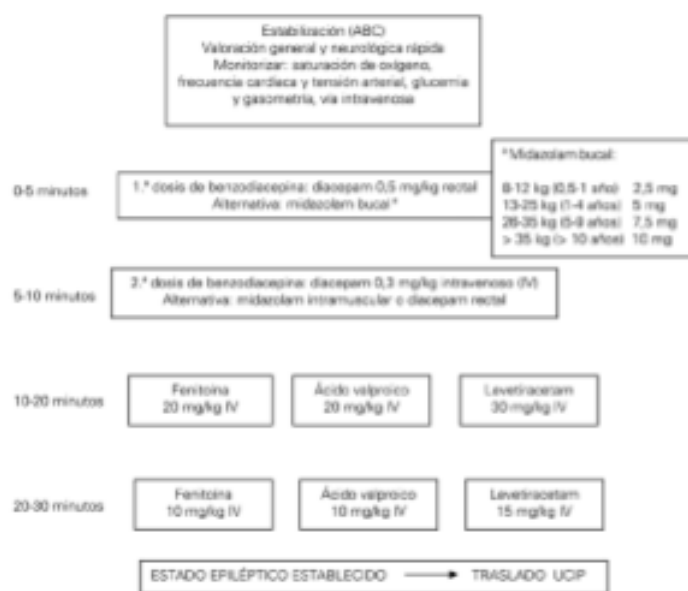 Estabilización (ABC)
Valoración general y neurológica rápida
Monitorizar: saturación de oxígeno,
frecuencia cardíaca y tensión arterial, glucemia
y gasometría, vía intravenosa
ª Midazolam bucal:
8-12 kg (0,5-1 año) 2,5 mg
13-25 kg (1-4 años) 5 mg
26-35 kg (5-9 años) 7,5 mg
> 35 kg (> 10 años) 10 mg
0-5 minutos
1.ª dosis de benzodiacepina: diacepam 0,5 mg/kg rectal
Alternativa: midazolam bucalª
5-10 minutos
2.ª dosis de benzodiacepina: diacepam 0,3 mg/kg intravenoso (IV)
Alternativa: midazolam intramuscular o diacepam rectal
10-20 minutos
Fenitoína
20 mg/kg IV
Ácido valproico
20 mg/kg IV
Levetiracetam
30 mg/kg IV
20-30 minutos
Fenitoína
10 mg/kg IV
Ácido valproico
10 mg/kg IV
Levetiracetam
15 mg/kg IV
ESTADO EPILÉPTICO ESTABLECIDO → TRASLADO UCIP